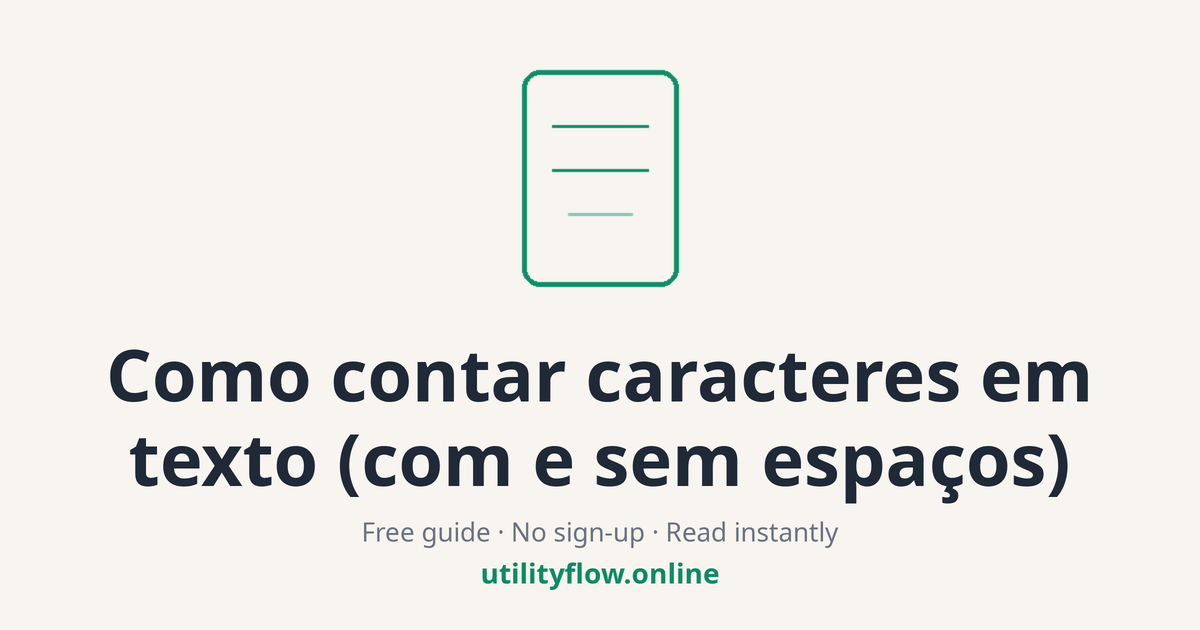 Como contar caracteres em
texto (com e sem espaços)
Free guide · No sign-up · Read instantly
utilityflow.online